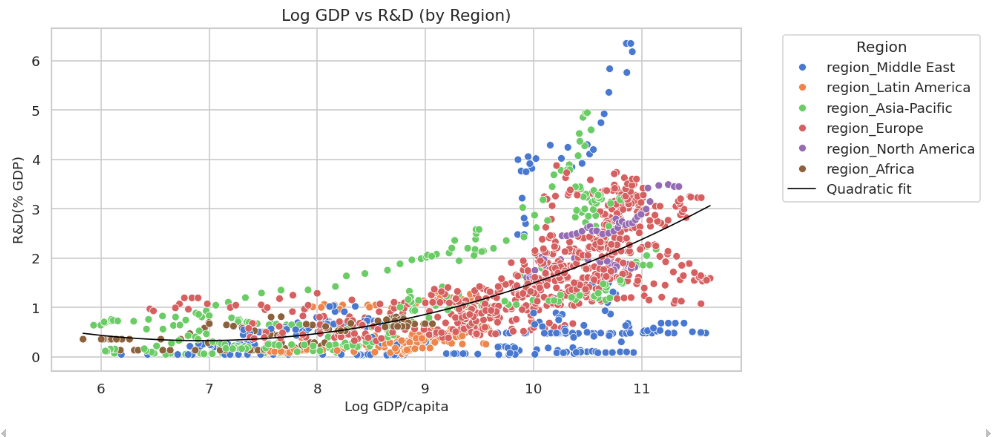 Log GDP vs R&D (by Region)
R&D(% GDP)
6
5
4
3
2
1
0
6 7 8 9 10 11
Log GDP/capita
Region
region_Middle East
region_Latin America
region_Asia-Pacific
region_Europe
region_North America
region_Africa
Quadratic fit